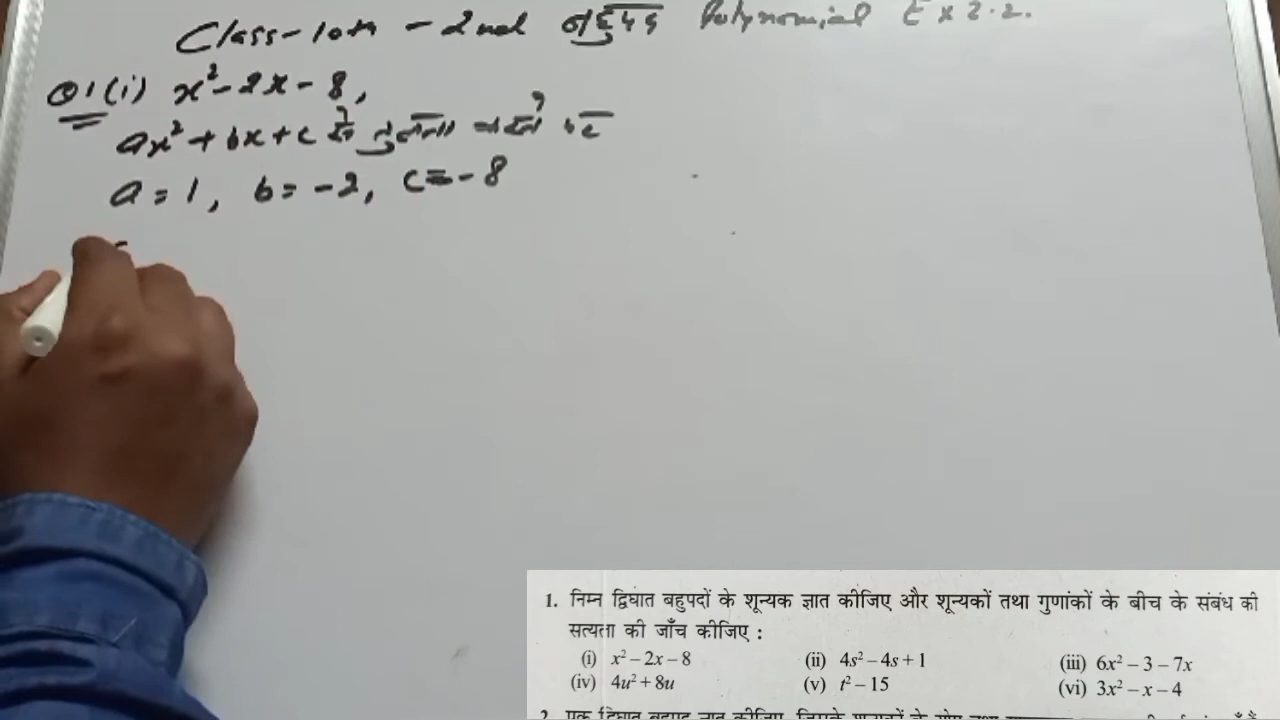 Class-10th - 2nd बहुपद Polynomial Ex 2.2.
Q1(i) x² - 2x - 8,
ax² + bx + c से तुलना करने पर
a = 1, b = -2, c = -8
1. निम्न द्विघात बहुपदों के शून्यक ज्ञात कीजिए और शून्यकों तथा गुणांकों के बीच के संबंध की
सत्यता की जाँच कीजिए :
(i) x² – 2x – 8 (ii) 4s² – 4s + 1 (iii) 6x² – 3 – 7x
(iv) 4u² + 8u (v) t² – 15 (vi) 3x² – x – 4